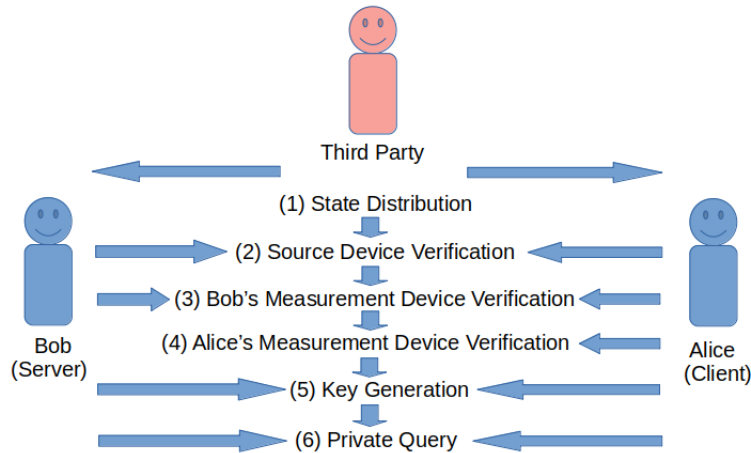 Third Party
(1) State Distribution
(2) Source Device Verification
(3) Bob's Measurement Device Verification
(4) Alice's Measurement Device Verification
(5) Key Generation
(6) Private Query
Bob
(Server)
Alice
(Client)